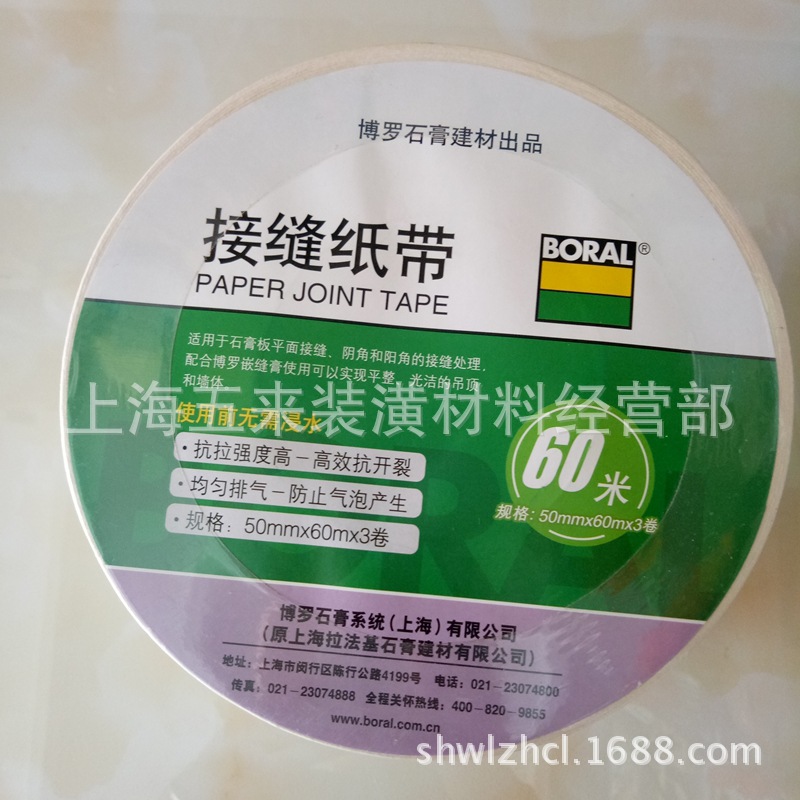 博罗石膏建材出品
接缝纸带
PAPER JOINT TAPE
BORAL®
适用于石膏板平面接缝、阴角和阳角的接缝处理,
配合博罗嵌缝膏使用可以实现平整、光洁的吊顶
和墙体
上海五来装潢材料经营部
使用前无需浸水
·抗拉强度高－高效抗开裂
·均匀排气－防止气泡产生
·规格：50mmx60mx3卷
60米
规格：50mmx60mx3卷
BORAL
博罗石膏系统(上海)有限公司
(原上海拉法基石膏建材有限公司)
地址：上海市闵行区陈行公路4199号 电话：021－23074800
传真：021－23074888 全程关怀热线：400－820－9855
www.boral.com.cn
shwlzhcl.1688.com